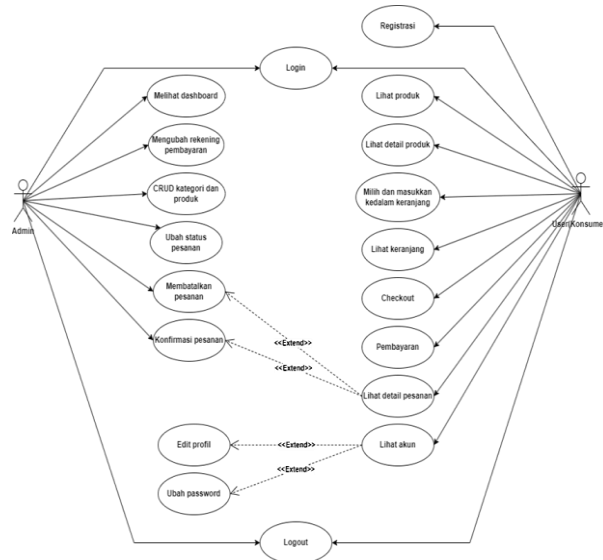 Registrasi
Login
Melihat dashboard
Lihat produk
Mengubah rekening
pembayaran
Lihat detail produk
CRUD kategori dan
produk
Milih dan masukkan
kedalam keranjang
Admin
User/Konsume
Ubah status
pesanan
Lihat keranjang
Membatalkan
pesanan
Checkout
Konfirmasi pesanan
<<Extend>>
Pembayaran
<<Extend>>
Lihat detail pesanan
Edit profil
<<Extend>>
Lihat akun
<<Extend>>
Ubah password
Logout